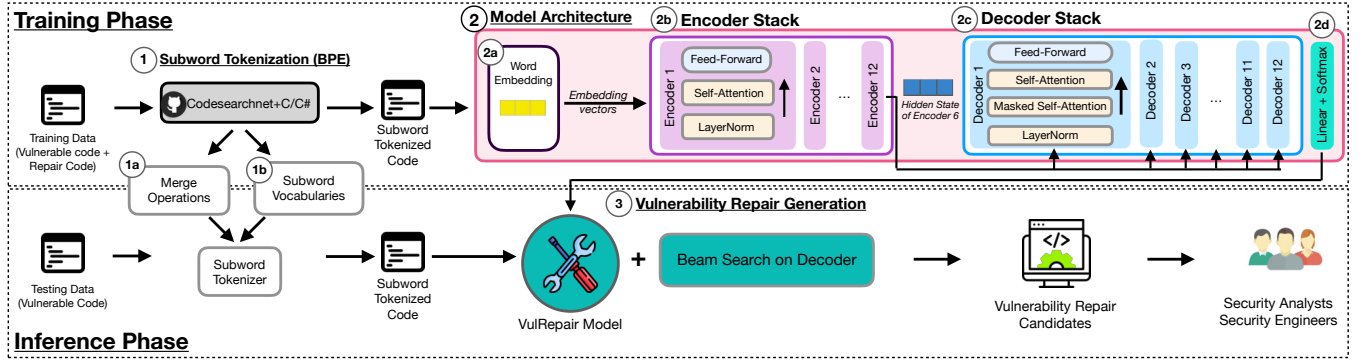 Training Phase
1 Subword Tokenization (BPE)
Codesearchnet+C/C#
Training Data
(Vulnerable code +
Repair Code)
Subword
Tokenized
Code
1a
Merge
Operations
1b
Subword
Vocabularies
2 Model Architecture
2a
Word
Embedding
Embedding
vectors
2b Encoder Stack
Encoder 1
Feed-Forward
Self-Attention
LayerNorm
Encoder 2
...
Encoder 12
Hidden State
of Encoder 6
2c Decoder Stack
Decoder 1
Feed-Forward
Self-Attention
Masked Self-Attention
LayerNorm
Decoder 2
Decoder 3
...
Decoder 11
Decoder 12
2d
Linear + Softmax
Testing Data
(Vulnerable Code)
Subword
Tokenizer
Subword
Tokenized
Code
3 Vulnerability Repair Generation
VulRepair Model
+
Beam Search on Decoder
</>
Vulnerability Repair
Candidates
Security Analysts
Security Engineers
Inference Phase